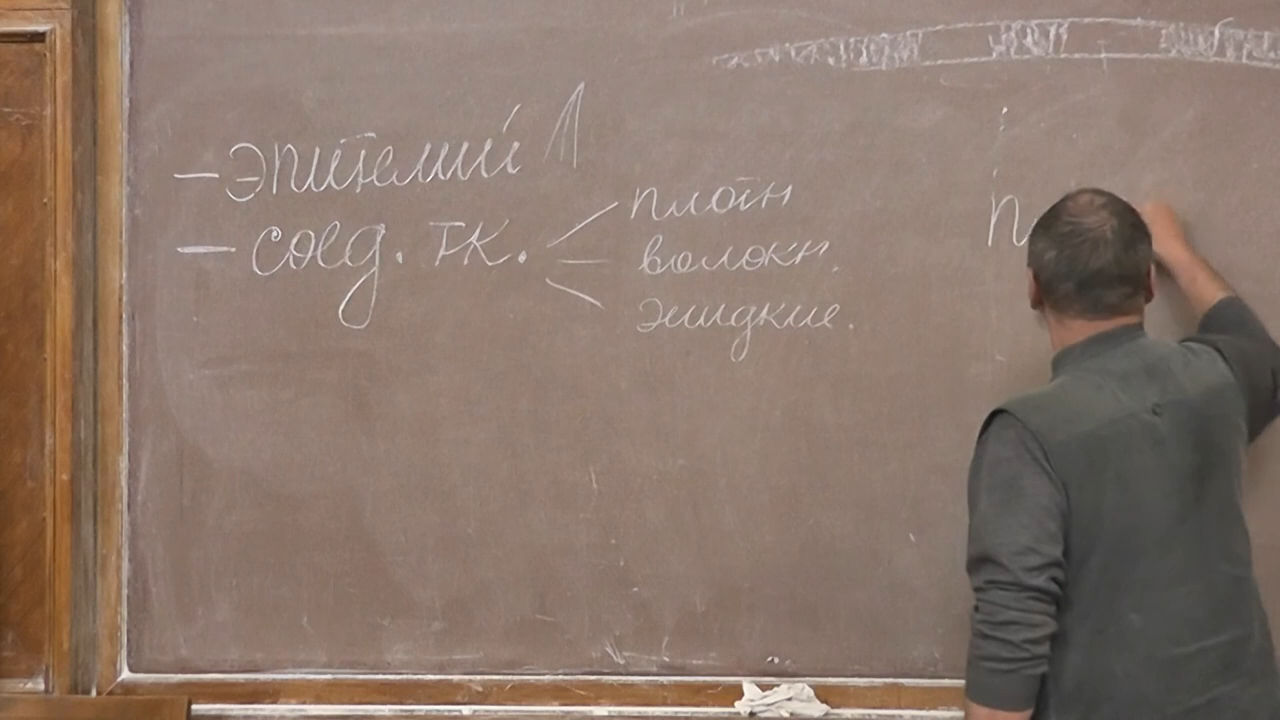 – эпителий
– соед. тк.
плотн
волокн.
жидкие.